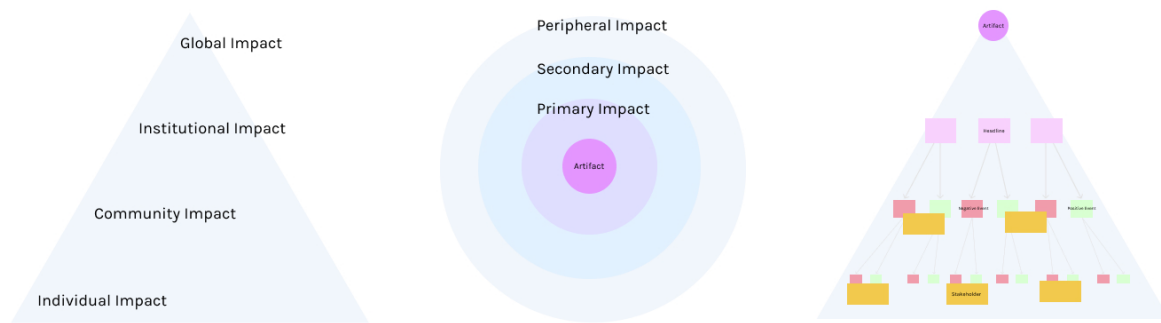 Global Impact
Institutional Impact
Community Impact
Individual Impact
Peripheral Impact
Secondary Impact
Primary Impact
Artifact
Artifact
Headline
Negative Event
Positive Event
Stakeholder